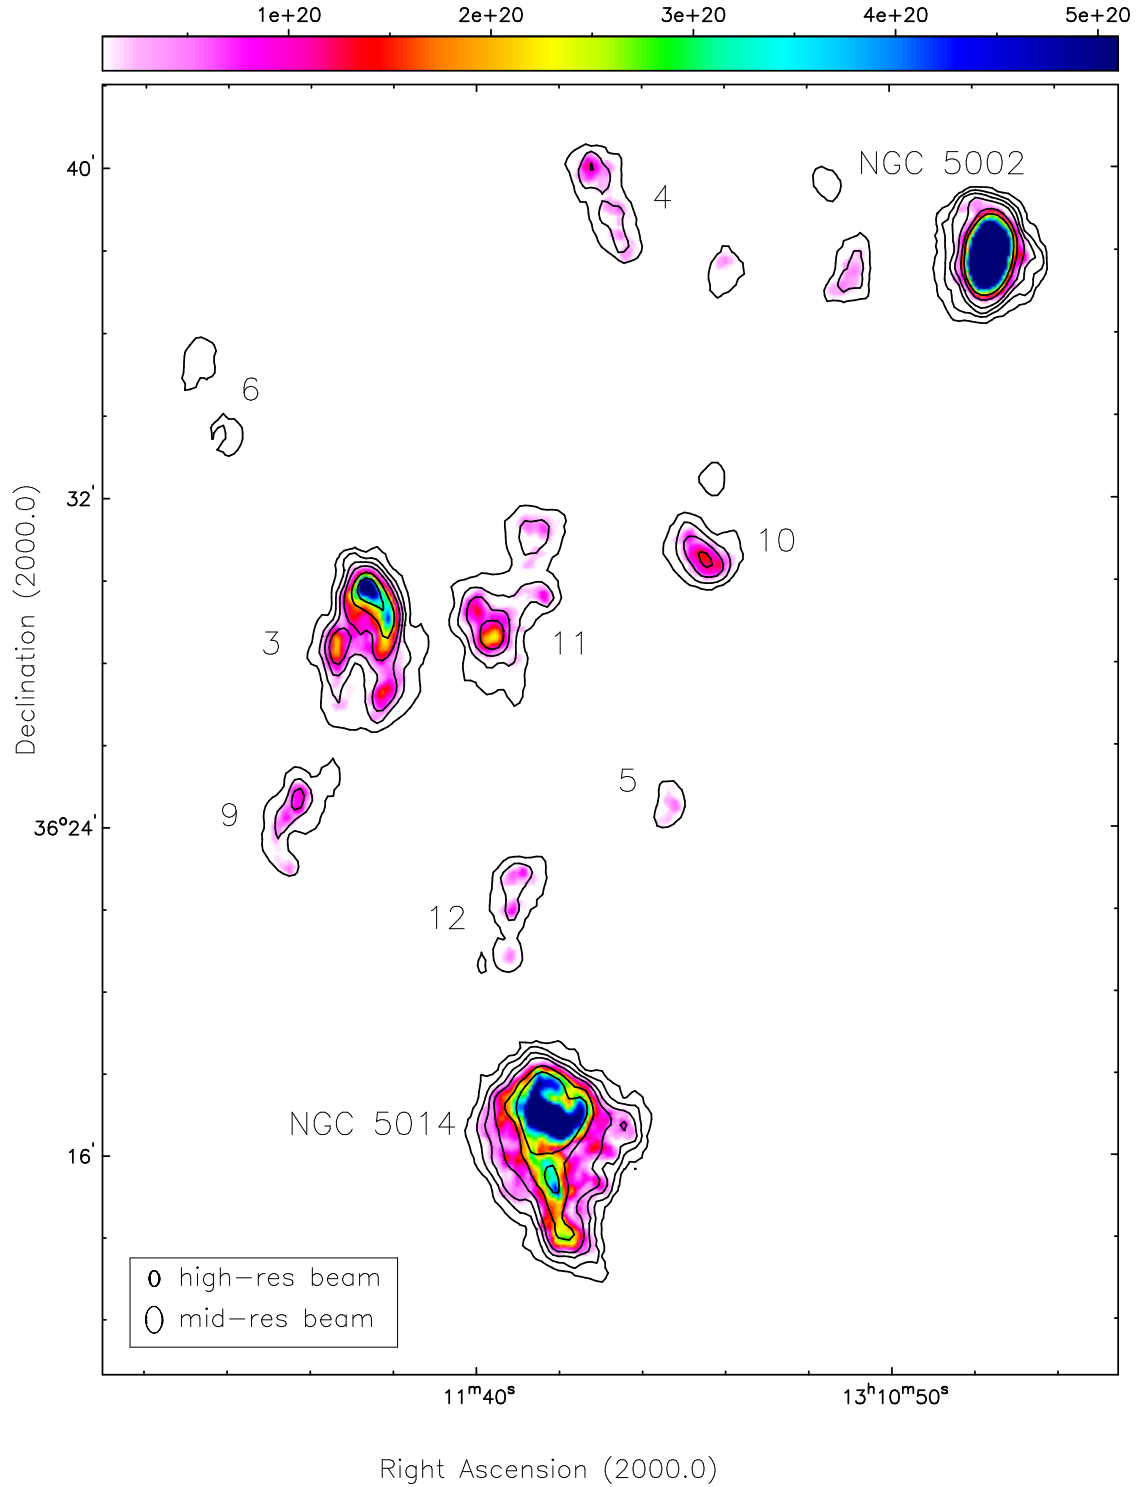 1e+20 2e+20 3e+20 4e+20 5e+20
40'
NGC 5002
4
6
32'
10
3
11
Declination (2000.0)
5
9
36°24'
12
NGC 5014
16'
high-res beam
mid-res beam
11ᵐ40ˢ 13ʰ10ᵐ50ˢ
Right Ascension (2000.0)